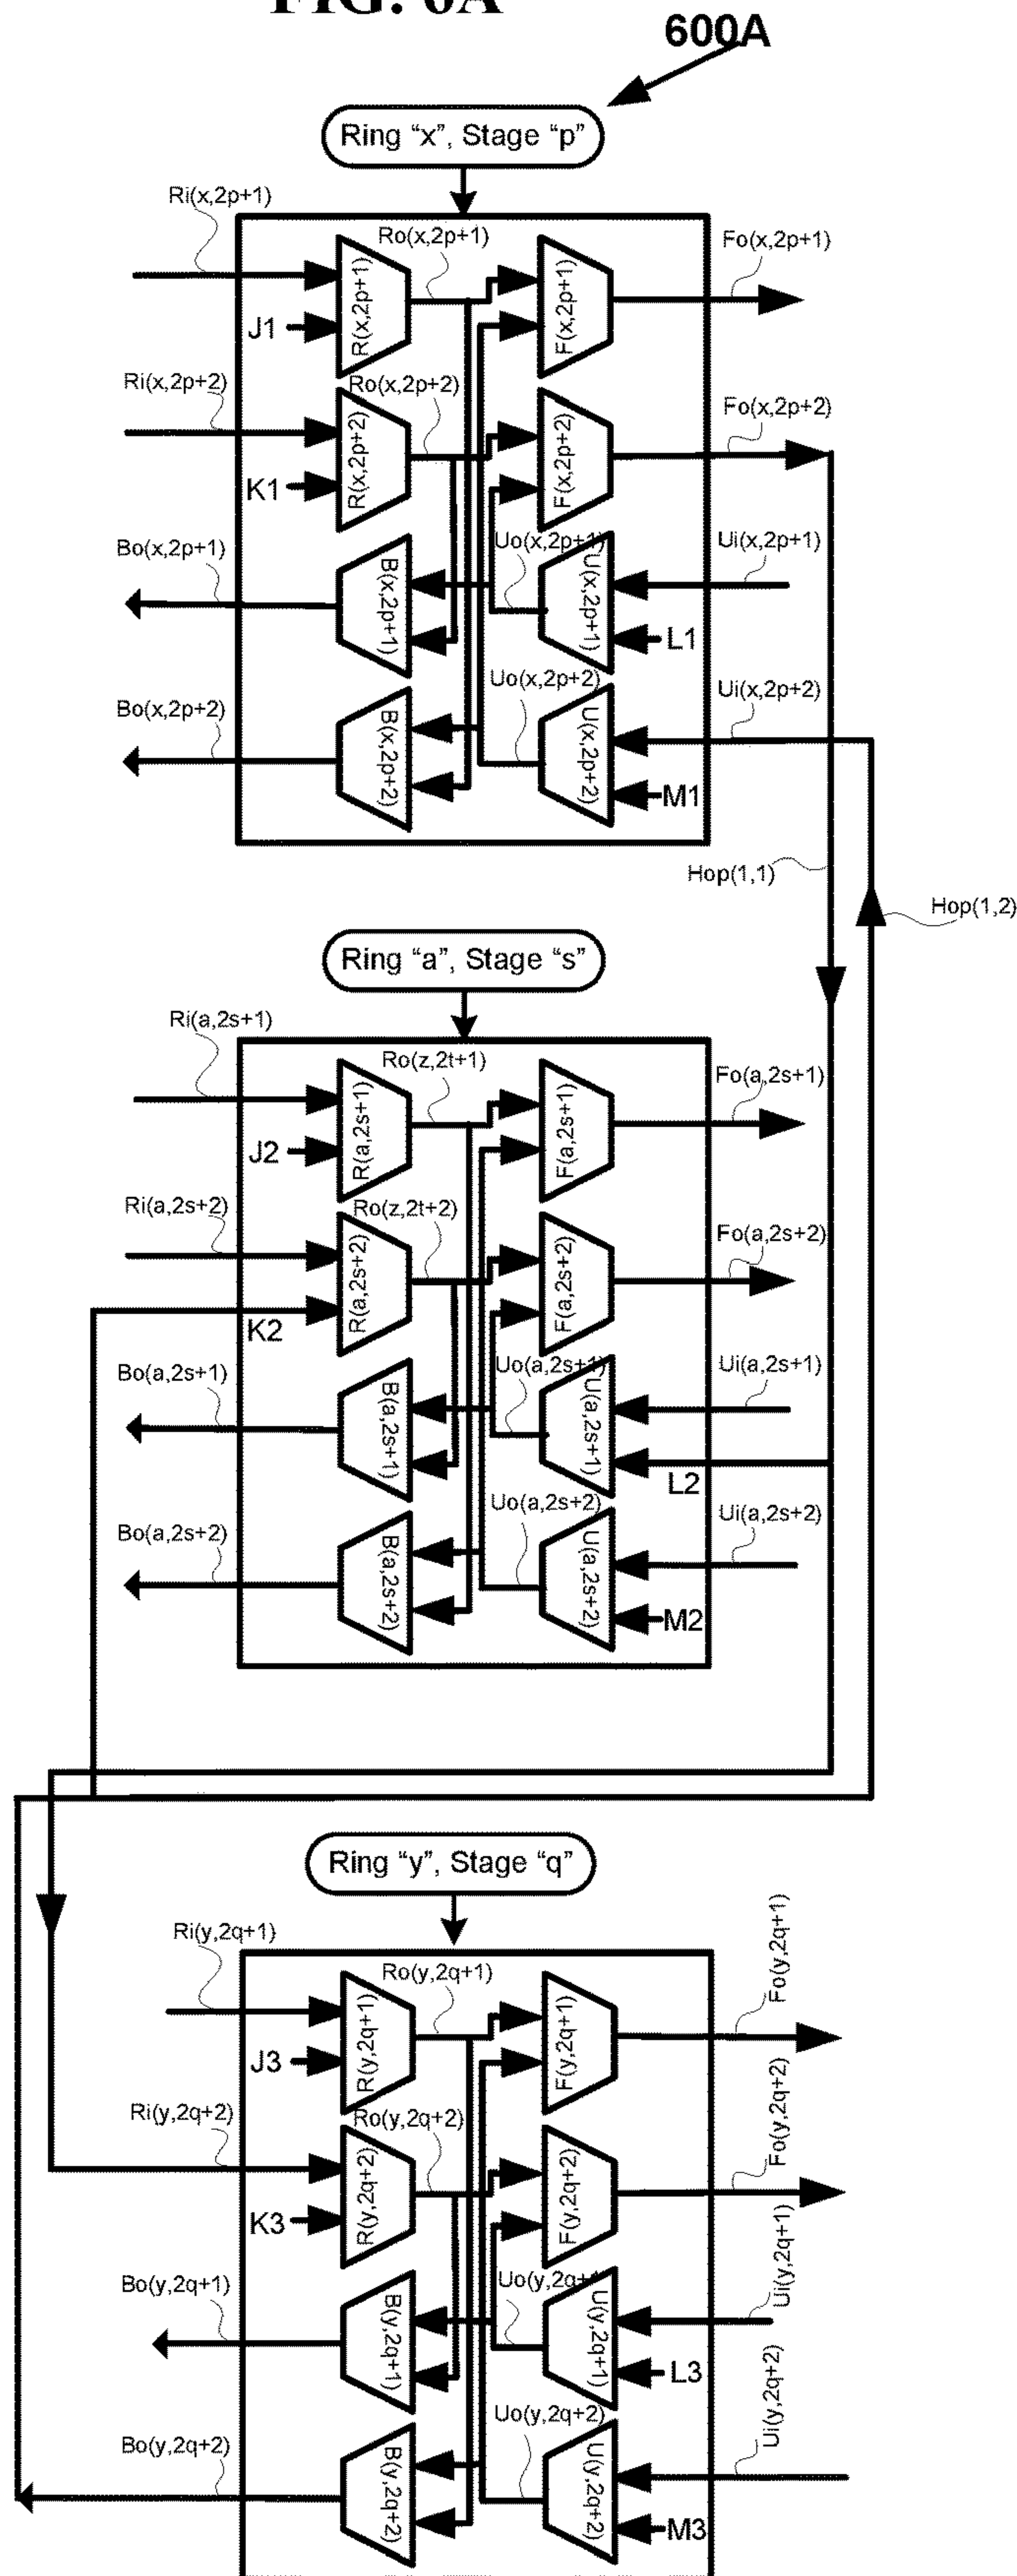 FIG. 6A
600A
Ring “x”, Stage “p”
Ri(x,2p+1)
Ro(x,2p+1)
Fo(x,2p+1)
R(x,2p+1)
F(x,2p+1)
J1
Ri(x,2p+2)
Ro(x,2p+2)
Fo(x,2p+2)
R(x,2p+2)
F(x,2p+2)
K1
Bo(x,2p+1)
Uo(x,2p+1)
Ui(x,2p+1)
B(x,2p+1)
U(x,2p+1)
L1
Bo(x,2p+2)
Uo(x,2p+2)
Ui(x,2p+2)
B(x,2p+2)
U(x,2p+2)
M1
Hop(1,1)
Hop(1,2)
Ring “a”, Stage “s”
Ri(a,2s+1)
Ro(z,2t+1)
Fo(a,2s+1)
R(a,2s+1)
F(a,2s+1)
J2
Ri(a,2s+2)
Ro(z,2t+2)
Fo(a,2s+2)
R(a,2s+2)
F(a,2s+2)
K2
Bo(a,2s+1)
Uo(a,2s+1)
Ui(a,2s+1)
B(a,2s+1)
U(a,2s+1)
L2
Bo(a,2s+2)
Uo(a,2s+2)
Ui(a,2s+2)
B(a,2s+2)
U(a,2s+2)
M2
Ring “y”, Stage “q”
Ri(y,2q+1)
Ro(y,2q+1)
Fo(y,2q+1)
R(y,2q+1)
F(y,2q+1)
J3
Ri(y,2q+2)
Ro(y,2q+2)
Fo(y,2q+2)
R(y,2q+2)
F(y,2q+2)
K3
Bo(y,2q+1)
Uo(y,2q+1)
Ui(y,2q+1)
B(y,2q+1)
U(y,2q+1)
L3
Bo(y,2q+2)
Uo(y,2q+2)
Ui(y,2q+2)
B(y,2q+2)
U(y,2q+2)
M3